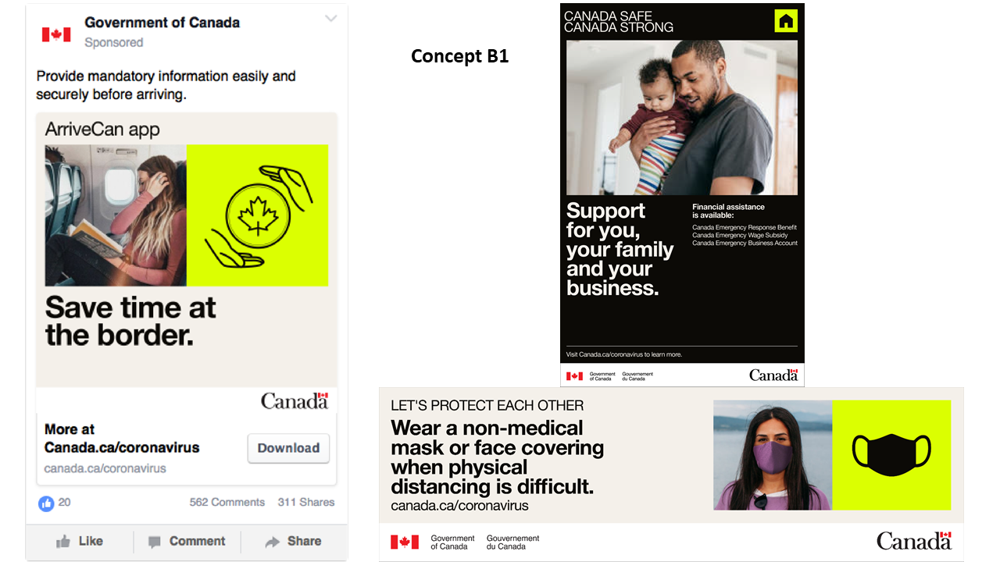 Government of Canada
Sponsored
Provide mandatory information easily and
securely before arriving.
ArriveCan app
Save time at
the border.
Canada
More at
Canada.ca/coronavirus
canada.ca/coronavirus
Download
20
562 Comments 311 Shares
Like Comment Share
Concept B1
CANADA SAFE
CANADA STRONG
Support
for you,
your family
and your
business.
Financial assistance
is available:
Canada Emergency Response Benefit
Canada Emergency Wage Subsidy
Canada Emergency Business Account
Visit Canada.ca/coronavirus to learn more.
Government
of Canada
Gouvernement
du Canada
Canada
LET'S PROTECT EACH OTHER
Wear a non-medical
mask or face covering
when physical
distancing is difficult.
canada.ca/coronavirus
Government
of Canada
Gouvernement
du Canada
Canada